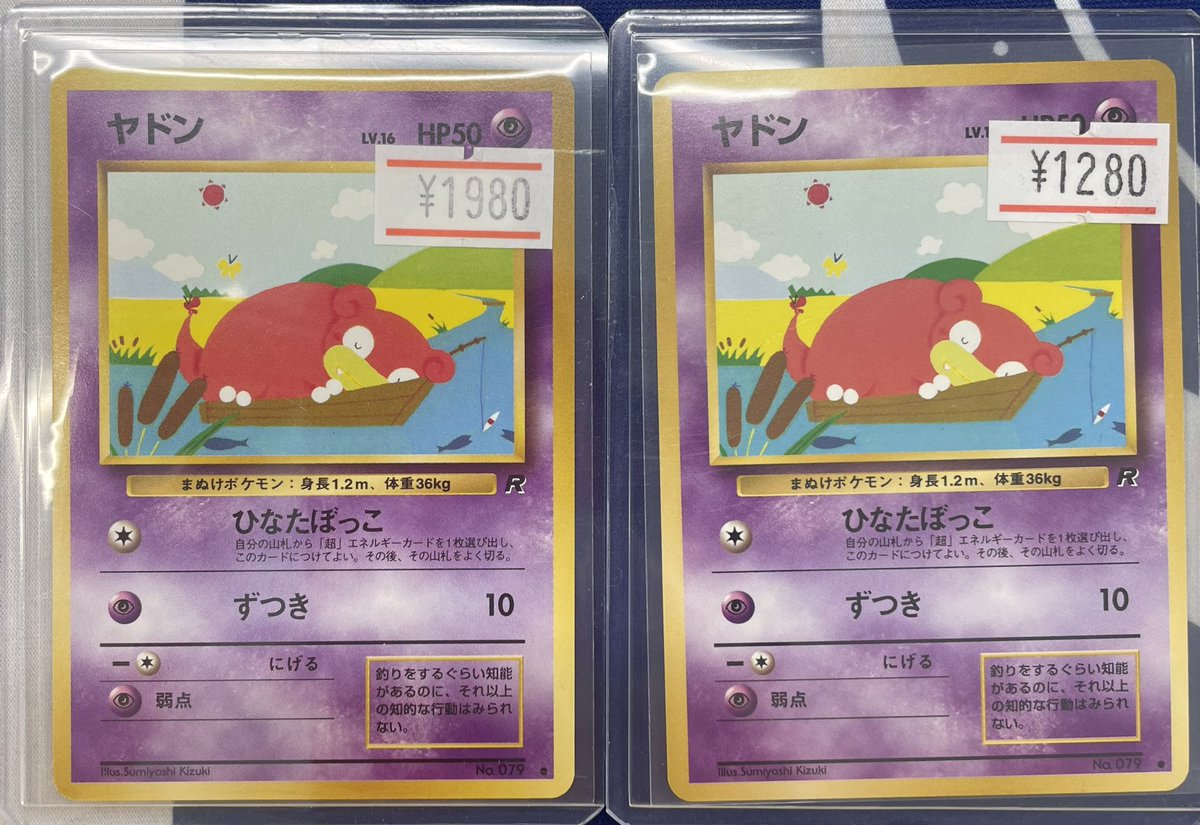 ヤドン
LV.16 HP50
¥1980
まぬけポケモン：身長1.2m、体重36kg
R
ひなたぼっこ
自分の山札から「超」エネルギーカードを1枚選び出し、
このカードにつけてよい。その後、その山札をよく切る。
ずつき 10
にげる
弱点
釣りをするぐらい知能
があるのに、それ以上
の知的な行動はみられ
ない。
Illus.Sumiyoshi Kizuki
No.079
ヤドン
HP50
¥1280
まぬけポケモン：身長1.2m、体重36kg
R
ひなたぼっこ
自分の山札から「超」エネルギーカードを1枚選び出し、
このカードにつけてよい。その後、その山札をよく切る。
ずつき 10
にげる
弱点
釣りをするぐらい知能
があるのに、それ以上
の知的な行動はみられ
ない。
Illus.Sumiyoshi Kizuki
No.079